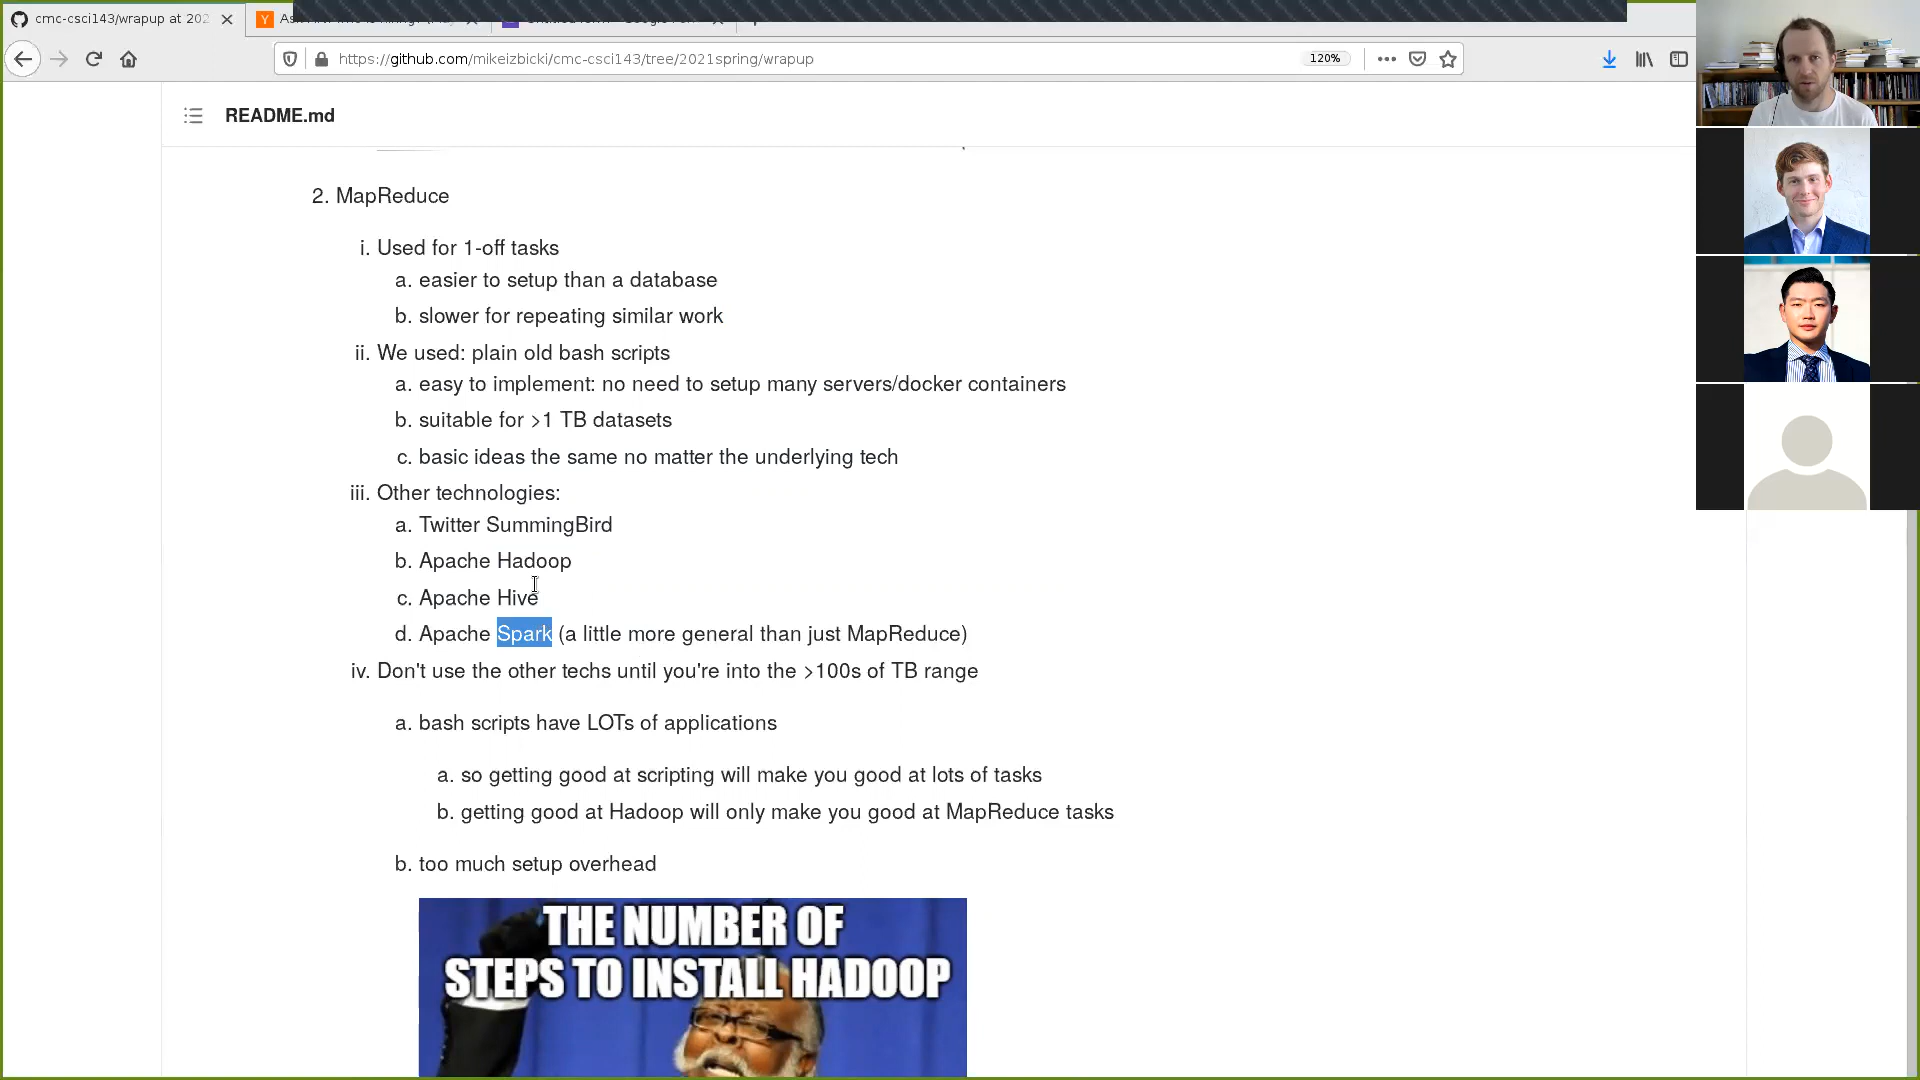 cmc-csci143/wrapup at 202
https://github.com/mikeizbicki/cmc-csci143/tree/2021spring/wrapup
120%
README.md
2. MapReduce
i. Used for 1-off tasks
a. easier to setup than a database
b. slower for repeating similar work
ii. We used: plain old bash scripts
a. easy to implement: no need to setup many servers/docker containers
b. suitable for >1 TB datasets
c. basic ideas the same no matter the underlying tech
iii. Other technologies:
a. Twitter SummingBird
b. Apache Hadoop
c. Apache Hive
d. Apache Spark (a little more general than just MapReduce)
iv. Don't use the other techs until you're into the >100s of TB range
a. bash scripts have LOTs of applications
a. so getting good at scripting will make you good at lots of tasks
b. getting good at Hadoop will only make you good at MapReduce tasks
b. too much setup overhead
THE NUMBER OF
STEPS TO INSTALL HADOOP